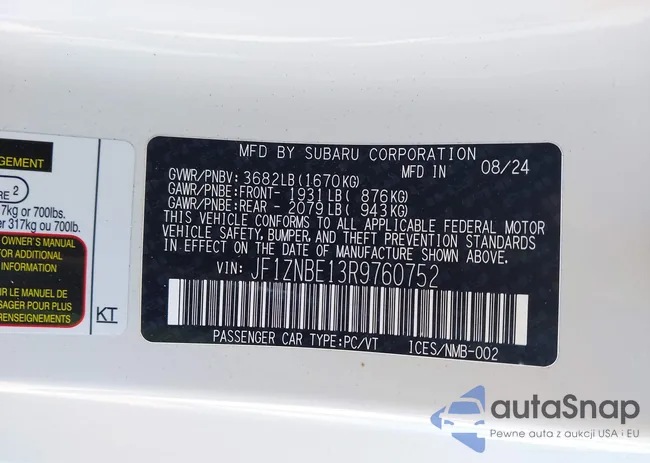 GEMENT
RE 2
7kg or 700lbs.
er 317kg ou 700lb.
OWNER'S MANUAL
FOR ADDITIONAL
INFORMATION
SUR LE MANUEL DE
SAGER POUR PLUS
RENSEIGNEMENTS
KT
MFD BY SUBARU CORPORATION
MFD IN 08/24
GVWR/PNBV: 3682LB(1670KG)
GAWR/PNBE:FRONT- 1931LB( 876KG)
GAWR/PNBE:REAR - 2079LB( 943KG)
THIS VEHICLE CONFORMS TO ALL APPLICABLE FEDERAL MOTOR
VEHICLE SAFETY, BUMPER, AND THEFT PREVENTION STANDARDS
IN EFFECT ON THE DATE OF MANUFACTURE SHOWN ABOVE.
VIN: JF1ZNBE13R9760752
PASSENGER CAR TYPE:PC/VT ICES/NMB-002
autaSnap
Pewne auta z aukcji USA i EU